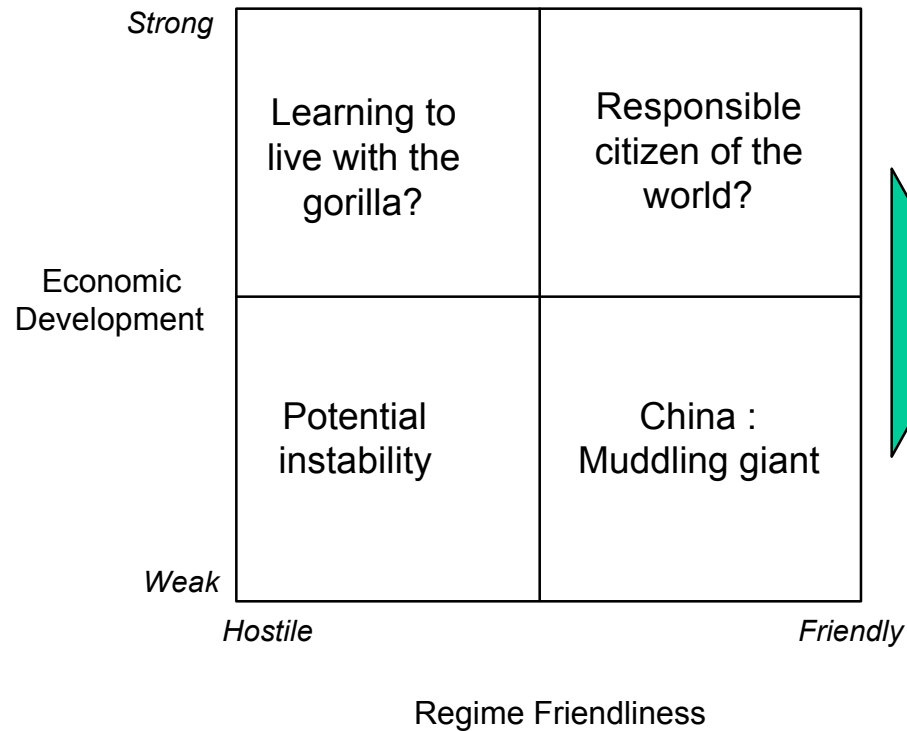 Strong
Learning to
live with the
gorilla?
Responsible
citizen of the
world?
Economic
Development
Potential
instability
China :
Muddling giant
Weak
Hostile
Friendly
Regime Friendliness